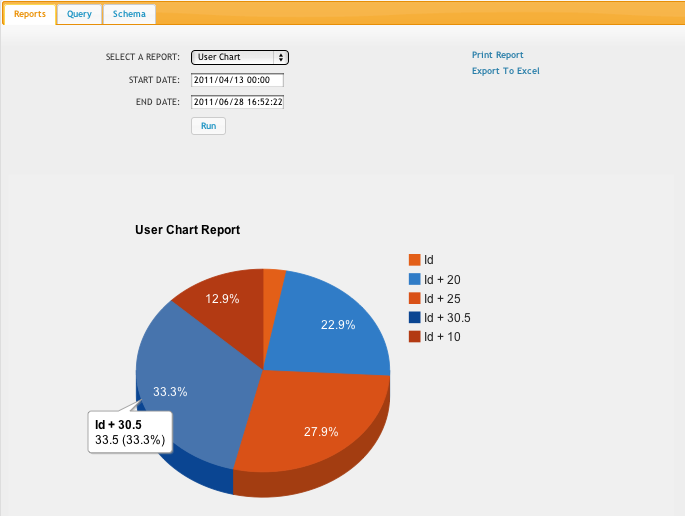 Reports Query Schema
SELECT A REPORT: User Chart
Print Report
START DATE: 2011/04/13 00:00
Export To Excel
END DATE: 2011/06/28 16:52:22
Run
User Chart Report
Id
Id + 20
Id + 25
Id + 30.5
Id + 10
12.9%
22.9%
33.3%
27.9%
Id + 30.5
33.5 (33.3%)